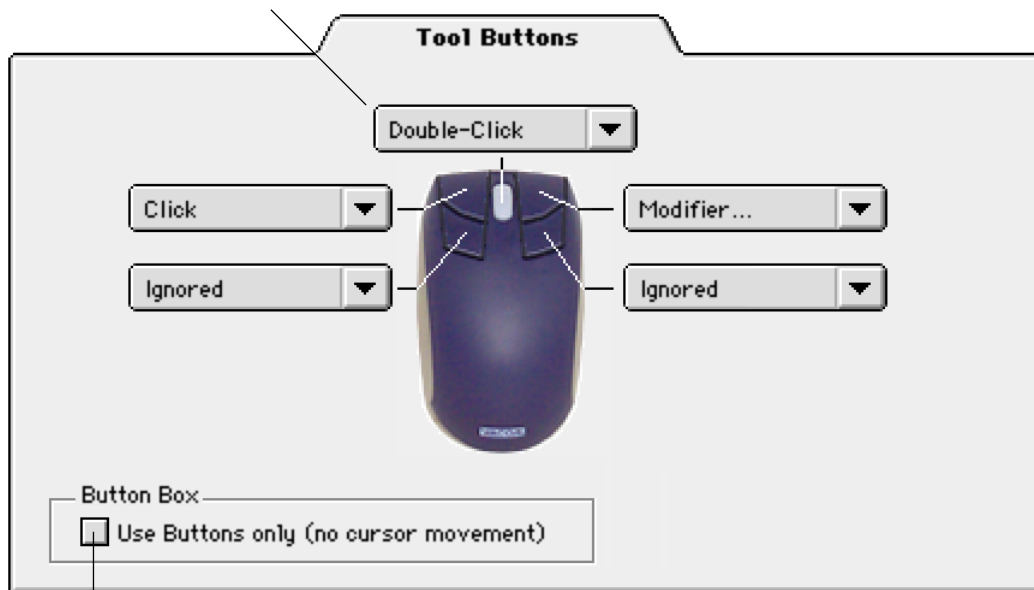 Tool Buttons
Double-Click
Click
Modifier...
Ignored
Ignored
Button Box
Use Buttons only (no cursor movement)